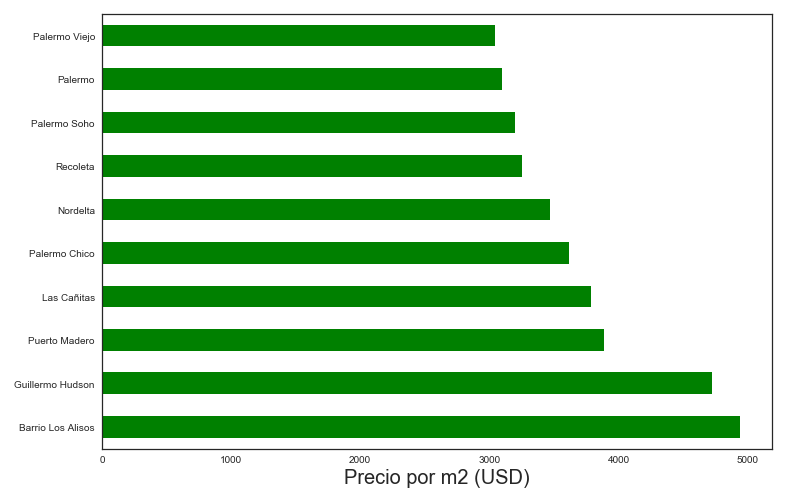 Palermo Viejo
Palermo
Palermo Soho
Recoleta
Nordelta
Palermo Chico
Las Cañitas
Puerto Madero
Guillermo Hudson
Barrio Los Alisos
0 1000 2000 3000 4000 5000
Precio por m2 (USD)